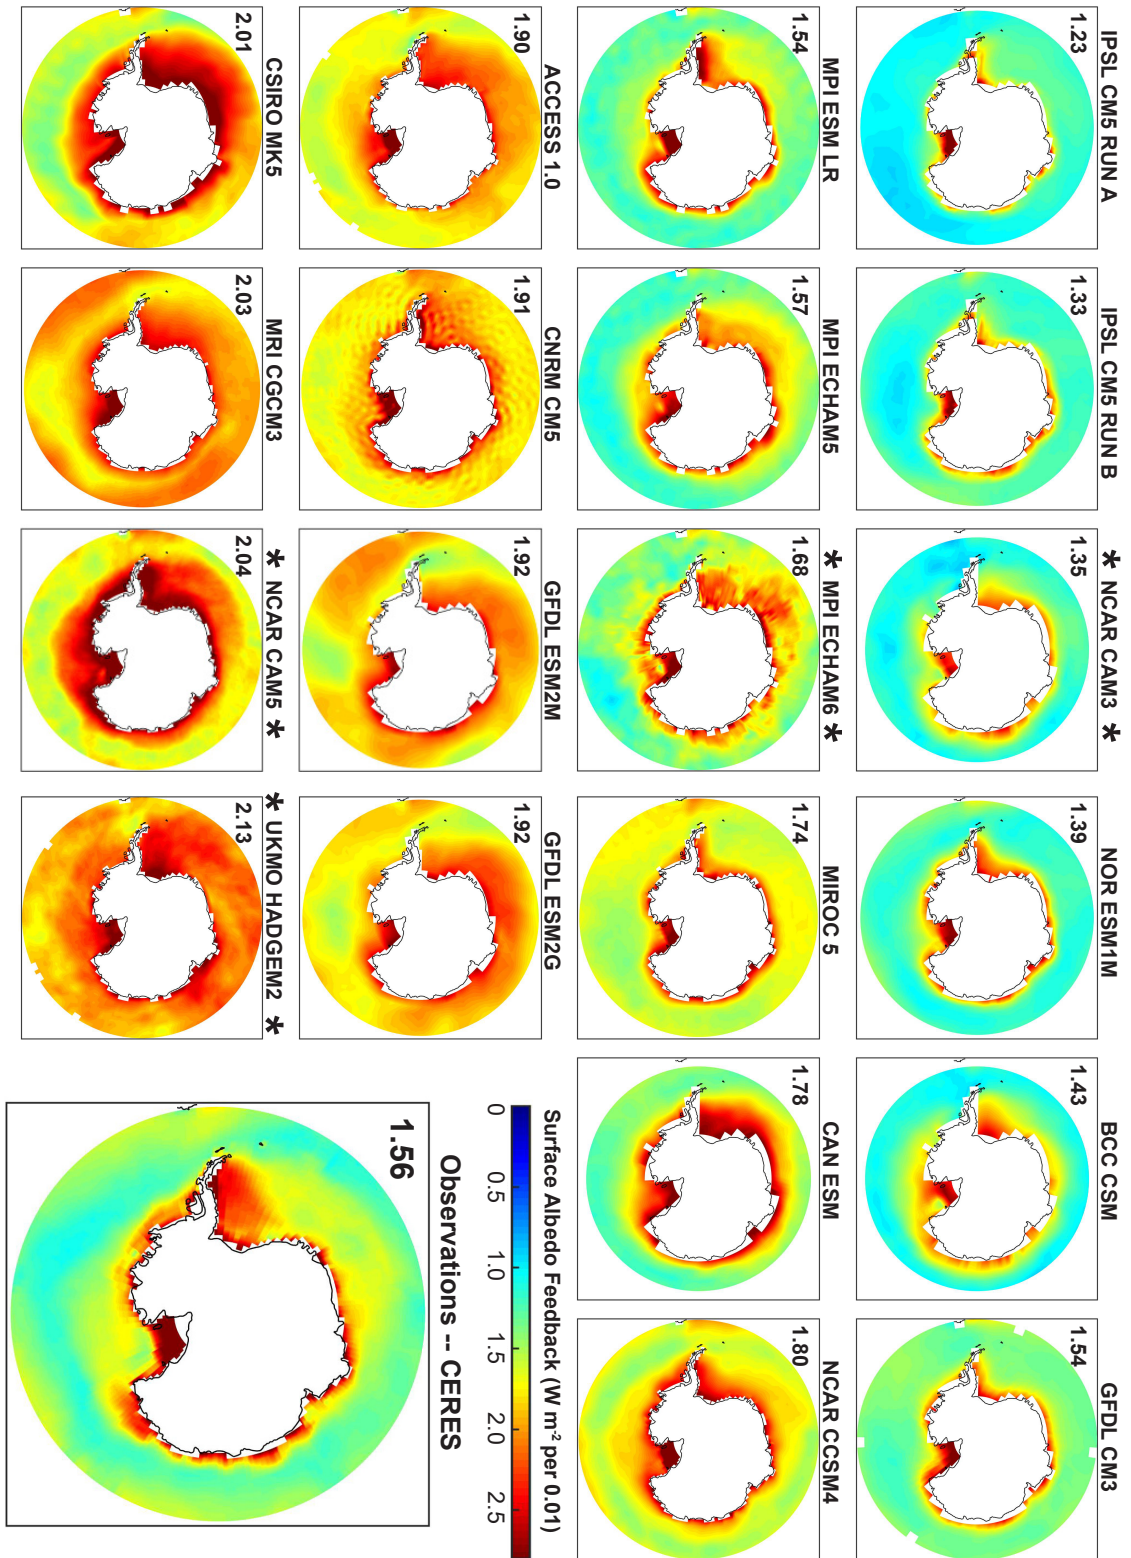 IPSL CM5 RUN A
1.23
IPSL CM5 RUN B
1.33
* NCAR CAM3 *
1.35
NOR ESM1M
1.39
BCC CSM
1.43
GFDL CM3
1.54
MPI ESM LR
1.54
MPI ECHAM5
1.57
* MPI ECHAM6 *
1.68
MIROC 5
1.74
CAN ESM
1.78
NCAR CCSM4
1.80
ACCESS 1.0
1.90
CNRM CM5
1.91
GFDL ESM2M
1.92
GFDL ESM2G
1.92
CSIRO MK5
2.01
MRI CGCM3
2.03
* NCAR CAM5 *
2.04
* UKMO HADGEM2 *
2.13
Surface Albedo Feedback (W m⁻² per 0.01)
0 0.5 1.0 1.5 2.0 2.5
Observations -- CERES
1.56